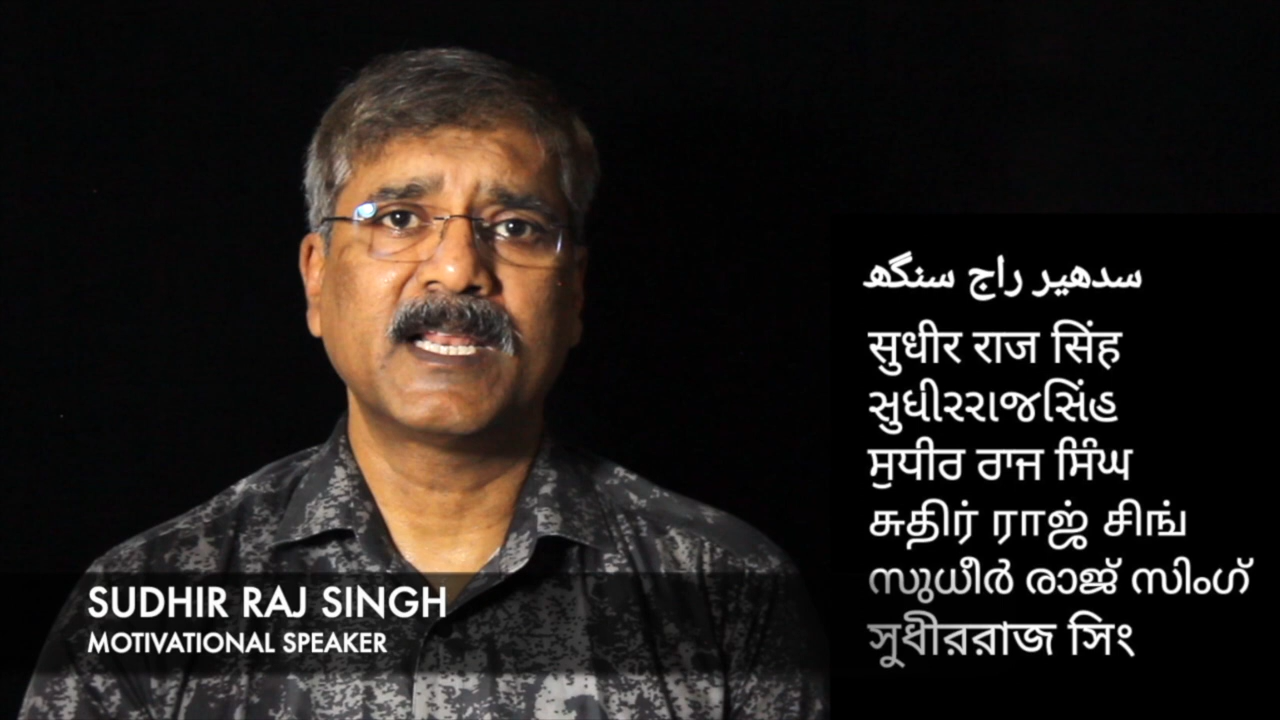 سدھیر راج سنگھ
सुधीर राज सिंह
સુધીરરાજસિંહ
ਸੁਧੀਰ ਰਾਜ ਸਿੰਘ
சுதிர் ராஜ் சிங்
സുധീർ രാജ് സിംഗ്
সুধীররাজ সিং
SUDHIR RAJ SINGH
MOTIVATIONAL SPEAKER